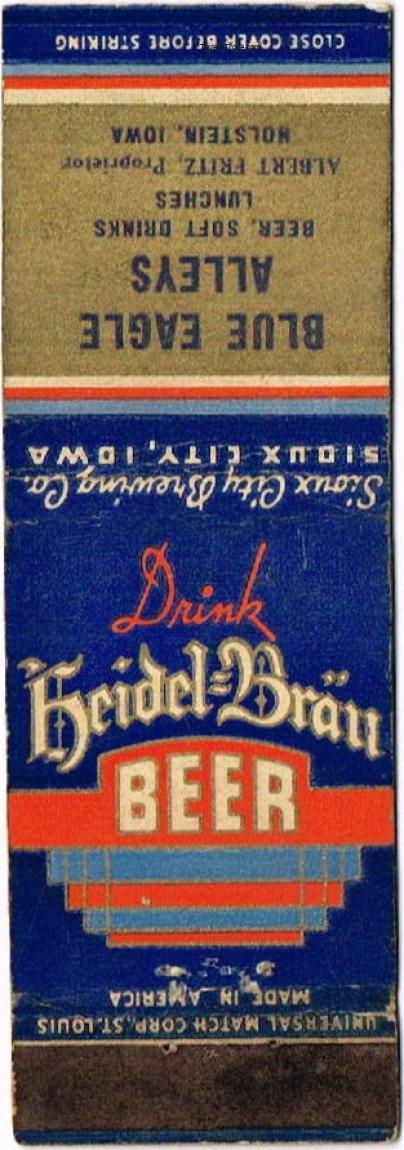 CLOSE COVER BEFORE STRIKING
BLUE EAGLE
ALLEYS
BEER, SOFT DRINKS
LUNCHES
ALBERT FRITZ, Proprietor
HOLSTEIN, IOWA
Sioux City Brewing Co.
SIOUX CITY, IOWA
Drink
Heidel-Bräu
BEER
UNIVERSAL MATCH CORP., ST. LOUIS
MADE IN AMERICA